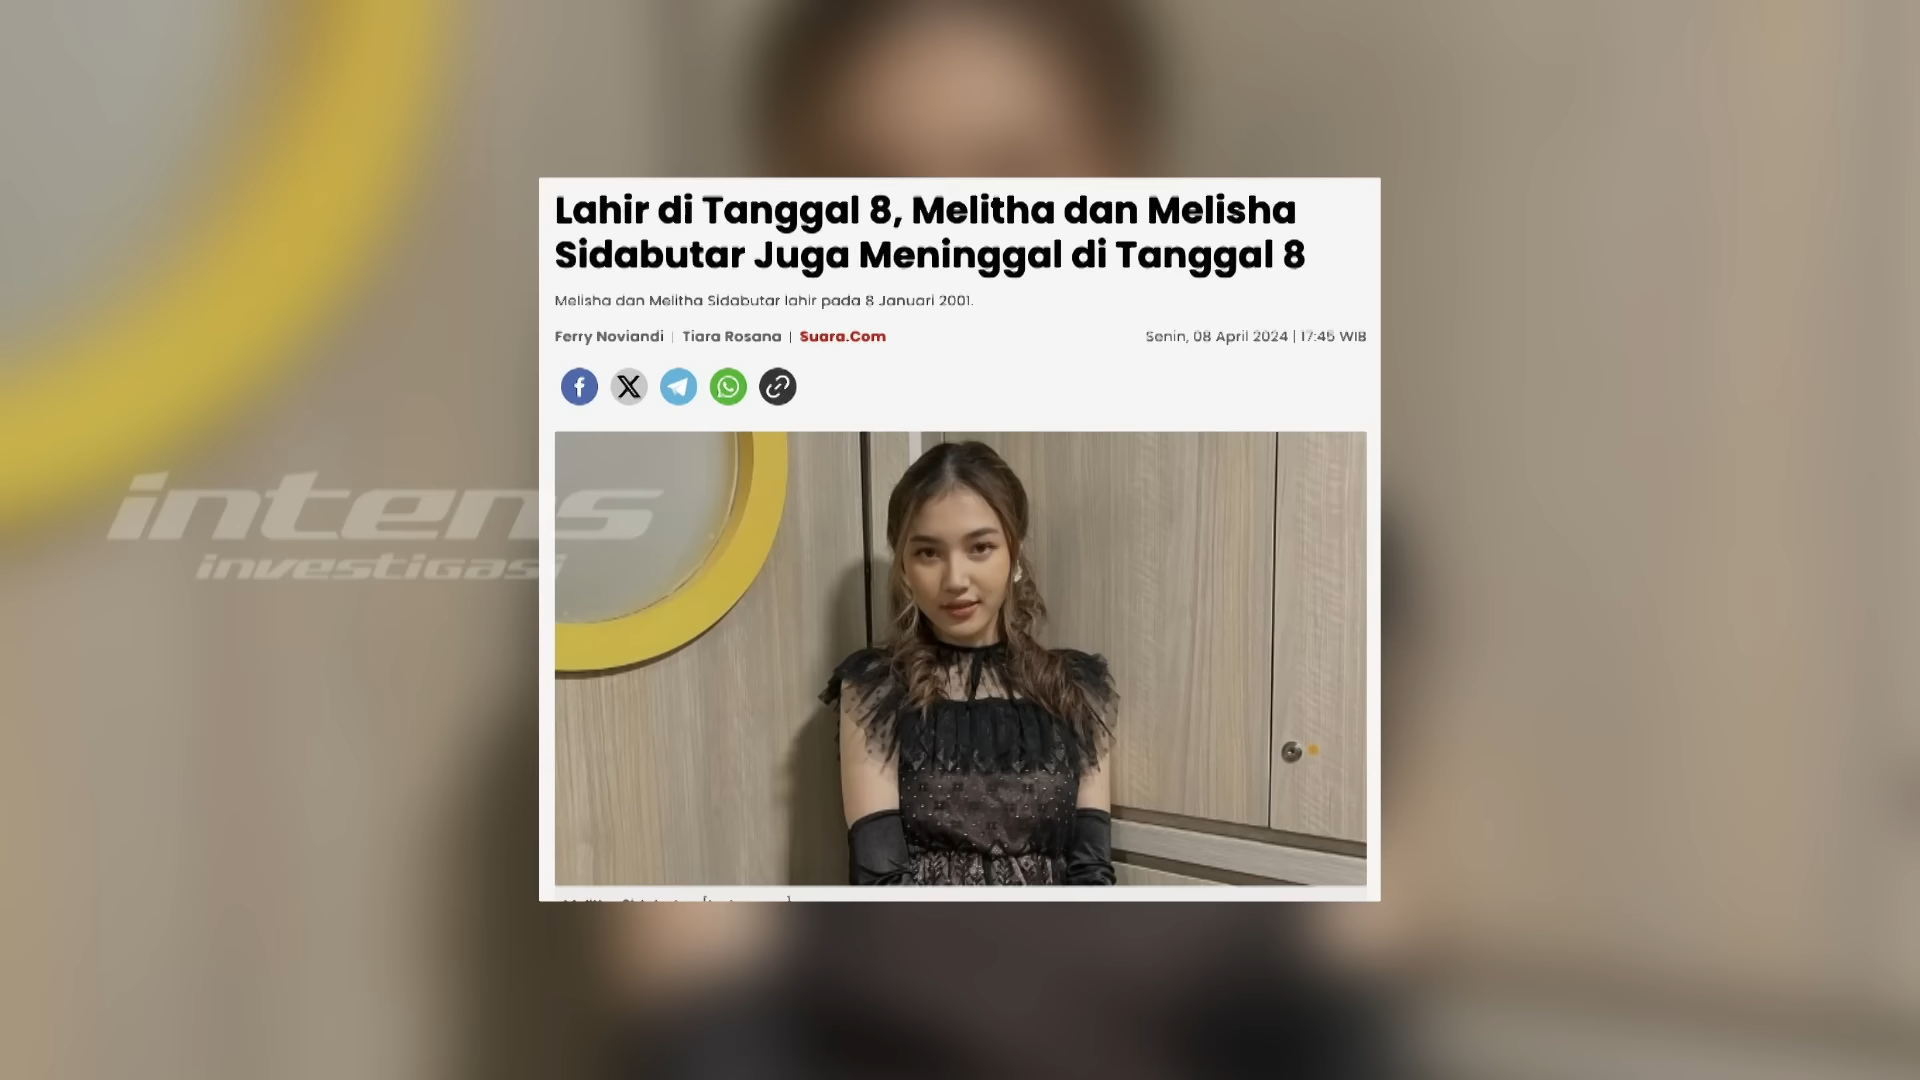 Lahir di Tanggal 8, Melitha dan Melisha
Sidabutar Juga Meninggal di Tanggal 8
Melisha dan Melitha Sidabutar lahir pada 8 Januari 2001.
Ferry Noviandi | Tiara Rosana | Suara.Com
Senin, 08 April 2024 | 17:45 WIB
intens
investigasi